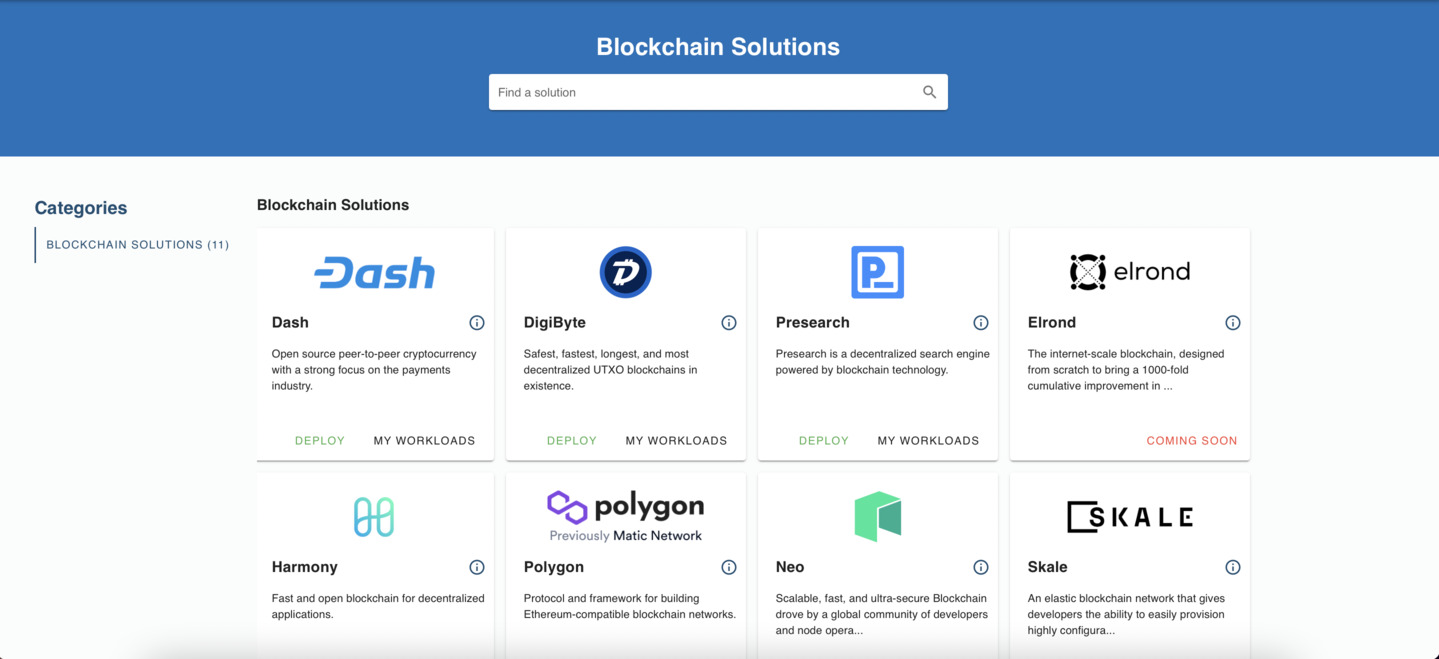 Blockchain Solutions
Find a solution
Categories
BLOCKCHAIN SOLUTIONS (11)
Blockchain Solutions
Dash
Dash
Open source peer-to-peer cryptocurrency
with a strong focus on the payments
industry.
DEPLOY MY WORKLOADS
DigiByte
Safest, fastest, longest, and most
decentralized UTXO blockchains in
existence.
DEPLOY MY WORKLOADS
Presearch
Presearch is a decentralized search engine
powered by blockchain technology.
DEPLOY MY WORKLOADS
elrond
Elrond
The internet-scale blockchain, designed
from scratch to bring a 1000-fold
cumulative improvement in ...
COMING SOON
Harmony
Fast and open blockchain for decentralized
applications.
polygon
Previously Matic Network
Polygon
Protocol and framework for building
Ethereum-compatible blockchain networks.
Neo
Scalable, fast, and ultra-secure Blockchain
drove by a global community of developers
and node opera...
SKALE
Skale
An elastic blockchain network that gives
developers the ability to easily provision
highly configura...